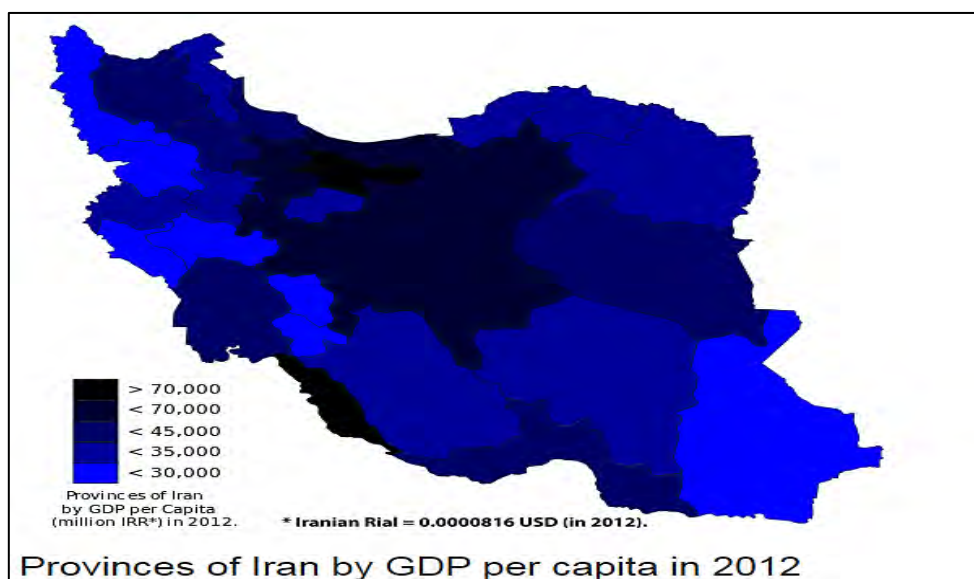 > 70,000
< 70,000
< 45,000
< 35,000
< 30,000
Provinces of Iran
by GDP per Capita
(million IRR*) in 2012.
* Iranian Rial = 0.0000816 USD (in 2012).
Provinces of Iran by GDP per capita in 2012